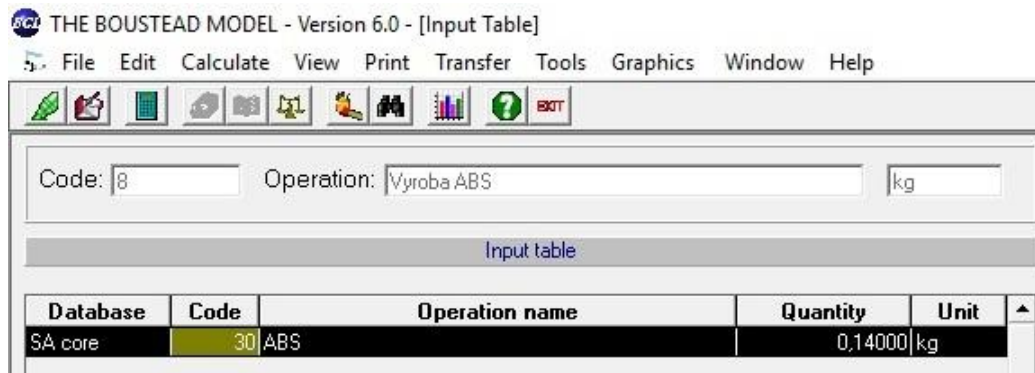 BCL THE BOUSTEAD MODEL - Version 6.0 - [Input Table]
File Edit Calculate View Print Transfer Tools Graphics Window Help
EXIT
Code: 8 Operation: Vyroba ABS kg
Input table
Database Code Operation name Quantity Unit
SA core 30 ABS 0,14000 kg